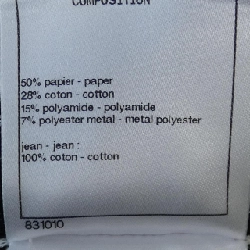 COMPOSITION
50% papier - paper
28% coton - cotton
15% polyamide - polyamide
7% polyester metal - metal polyester
jean - jean :
100% coton - cotton
831010